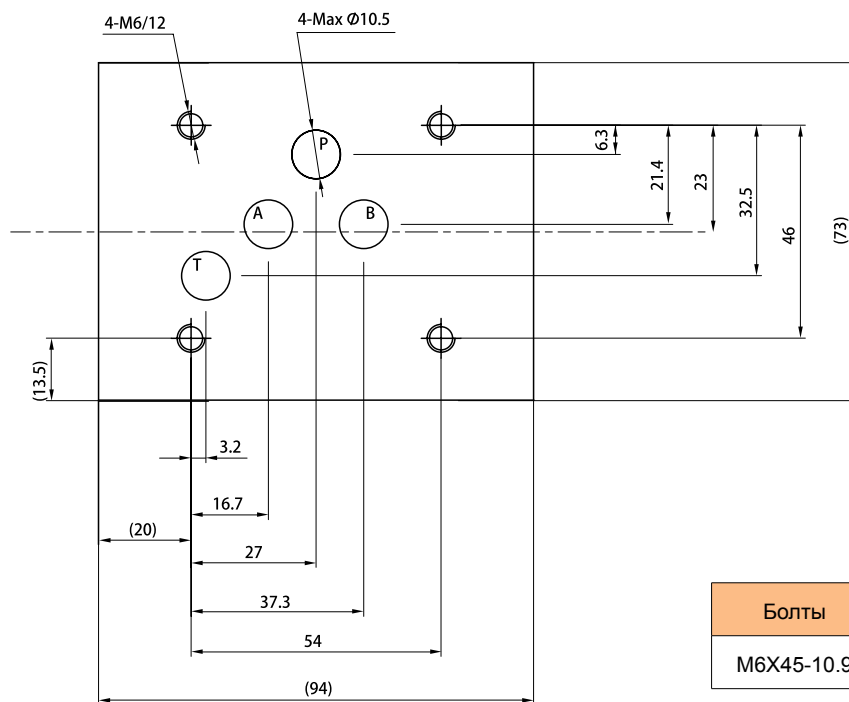 4-M6/12
4-Max Ø10.5
P
A
B
T
6.3
21.4
23
32.5
46
(73)
(13.5)
3.2
16.7
(20)
27
37.3
54
(94)
Болты
M6X45-10.9